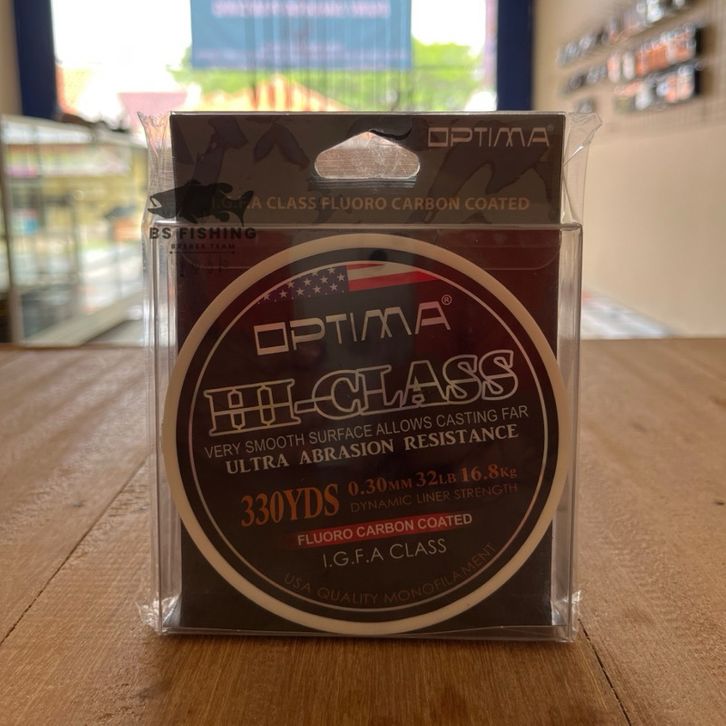 OPTIMA
I.G.F.A CLASS FLUORO CARBON COATED
BS FISHING
OPTIMA®
HI-CLASS
VERY SMOOTH SURFACE ALLOWS CASTING FAR
ULTRA ABRASION RESISTANCE
330YDS 0.30MM 32LB 16.8Kg
DYNAMIC LINER STRENGTH
FLUORO CARBON COATED
I.G.F.A CLASS
USA QUALITY MONOFILAMENT